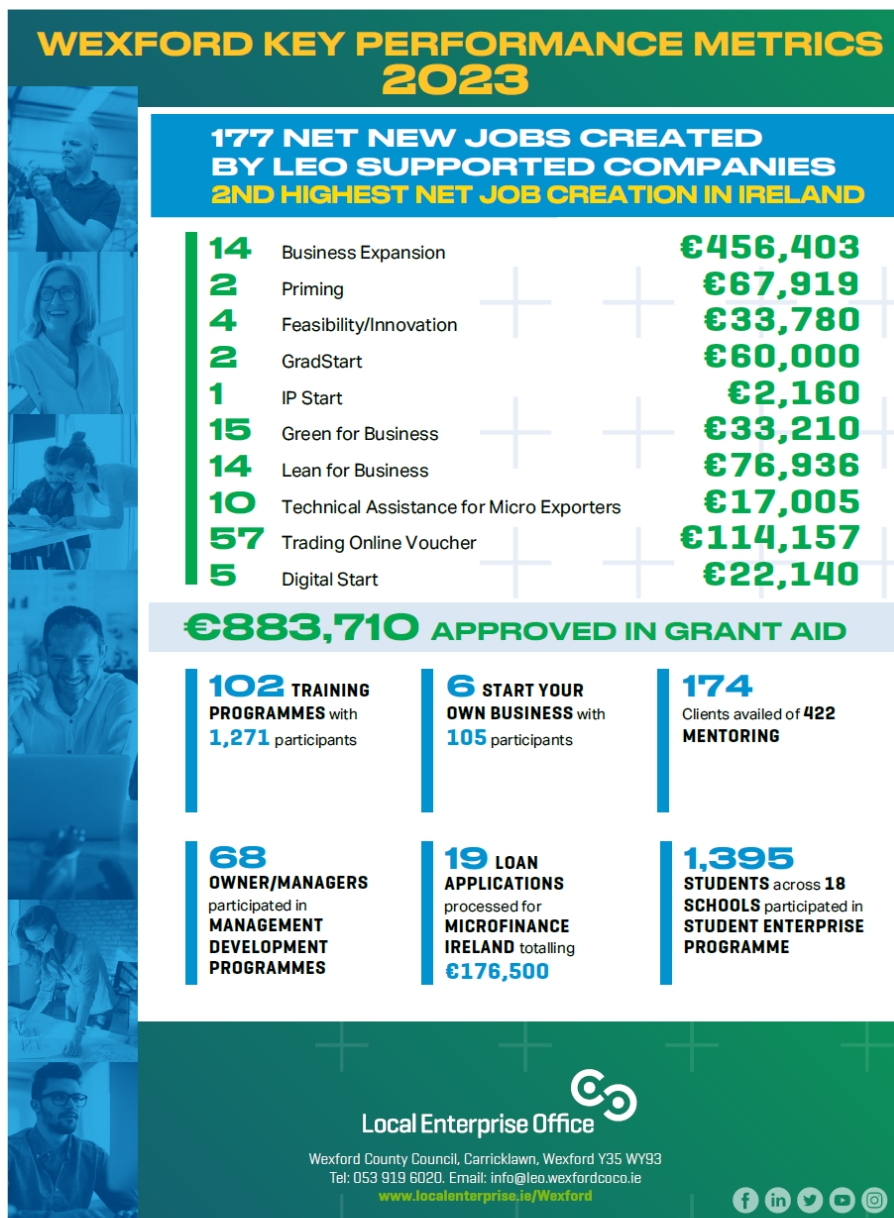 WEXFORD KEY PERFORMANCE METRICS
2023
177 NET NEW JOBS CREATED
BY LEO SUPPORTED COMPANIES
2ND HIGHEST NET JOB CREATION IN IRELAND
14 Business Expansion €456,403
2 Priming €67,919
4 Feasibility/Innovation €33,780
2 GradStart €60,000
1 IP Start €2,160
15 Green for Business €33,210
14 Lean for Business €76,936
10 Technical Assistance for Micro Exporters €17,005
57 Trading Online Voucher €114,157
5 Digital Start €22,140
€883,710 APPROVED IN GRANT AID
102 TRAINING
PROGRAMMES with
1,271 participants
6 START YOUR
OWN BUSINESS with
105 participants
174
Clients availed of 422
MENTORING
68
OWNER/MANAGERS
participated in
MANAGEMENT
DEVELOPMENT
PROGRAMMES
19 LOAN
APPLICATIONS
processed for
MICROFINANCE
IRELAND totalling
€176,500
1,395
STUDENTS across 18
SCHOOLS participated in
STUDENT ENTERPRISE
PROGRAMME
Local Enterprise Office
Wexford County Council, Carricklawn, Wexford Y35 WY93
Tel: 053 919 6020. Email: info@leo.wexfordcoco.ie
www.localenterprise.ie/Wexford